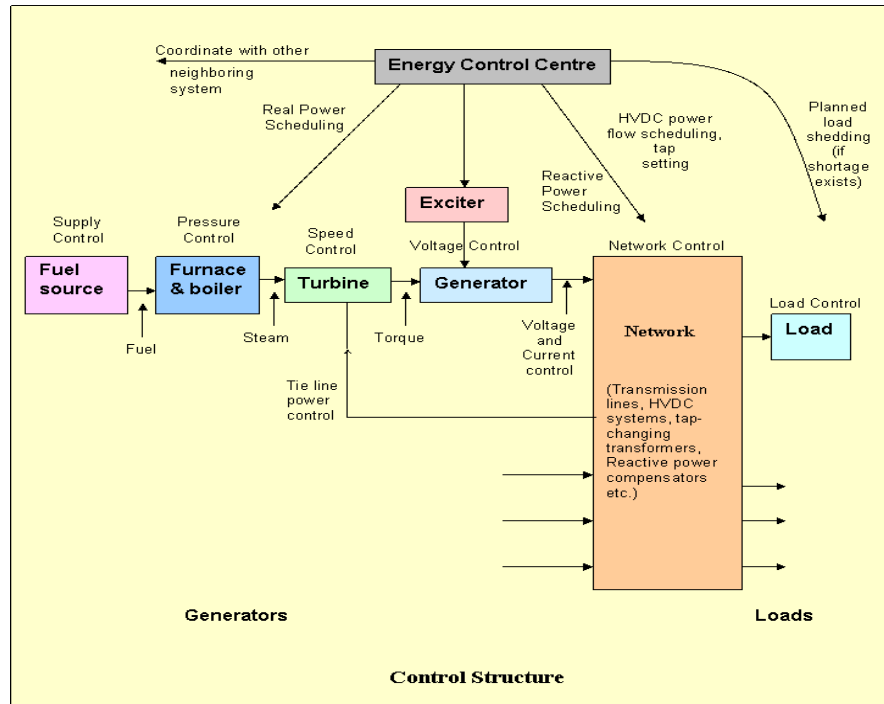 Coordinate with other
neighboring
system
Energy Control Centre
Real Power
Scheduling
HVDC power
flow scheduling,
tap
setting
Planned
load
shedding
(if
shortage
exists)
Reactive
Power
Scheduling
Exciter
Supply
Control
Pressure
Control
Speed
Control
Voltage Control
Network Control
Fuel
source
Furnace
& boiler
Turbine
Generator
Load Control
Load
Fuel
Steam
Torque
Voltage
and
Current
control
Network
Tie line
power
control
(Transmission
lines, HVDC
systems, tap-
changing
transformers,
Reactive power
compensators
etc.)
Generators
Loads
Control Structure